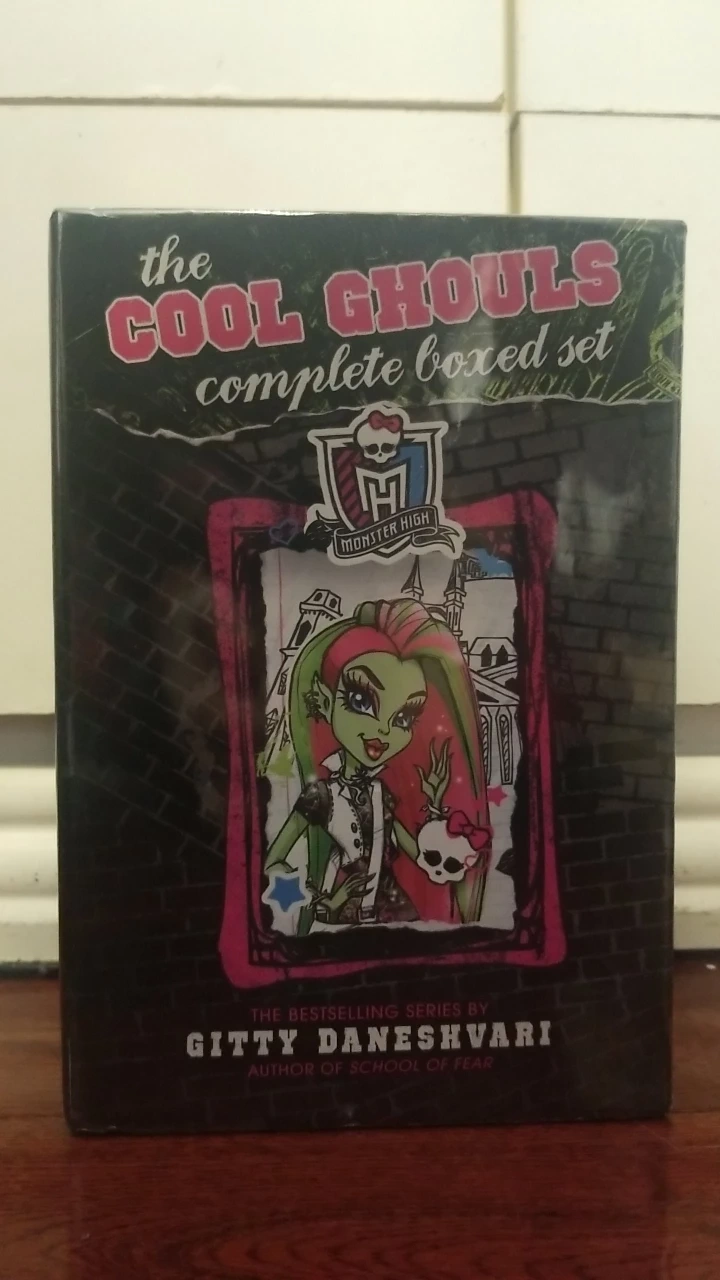 the
COOL GHOULS
complete boxed set
MONSTER HIGH
THE BESTSELLING SERIES BY
GITTY DANESHVARI
AUTHOR OF SCHOOL OF FEAR